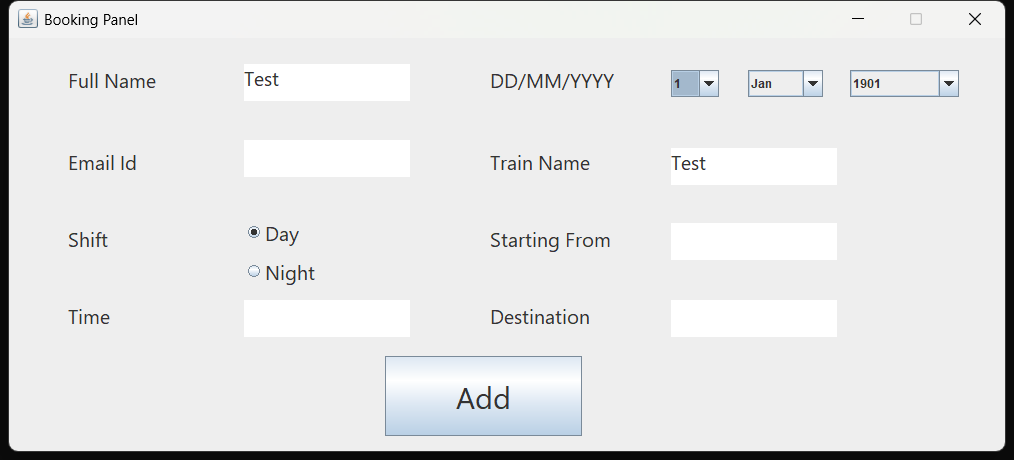 Booking Panel
Full Name Test DD/MM/YYYY 1 Jan 1901
Email Id Train Name Test
Shift Day Starting From
Night
Time Destination
Add